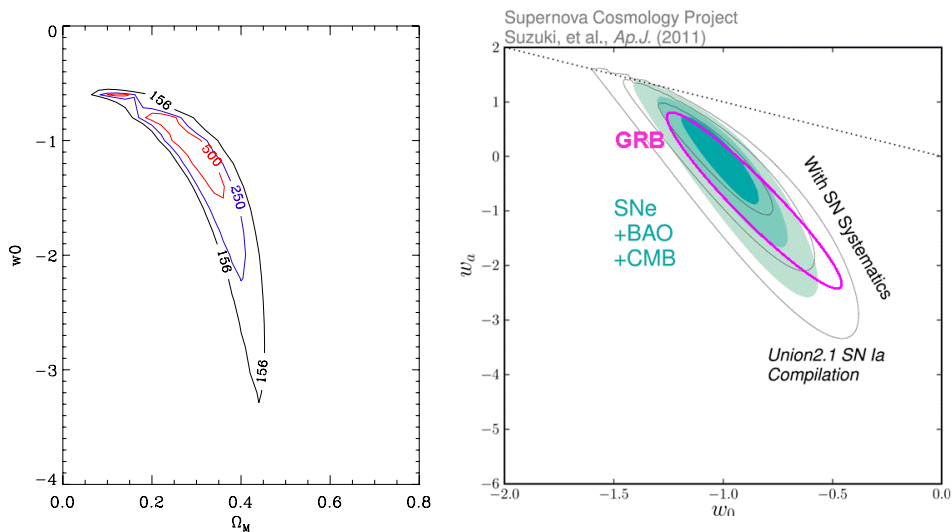 0
−1
−2
−3
−4
w0
0.0
0.2
0.4
0.6
0.8
Ω_M
156
500
250
156
156
Supernova Cosmology Project
Suzuki, et al., Ap.J. (2011)
2
1
0
−1
−2
−3
−4
−5
−6
w_a
−2.0
−1.5
−1.0
−0.5
0.0
w_0
GRB
SNe
+BAO
+CMB
With SN Systematics
Union2.1 SN Ia
Compilation